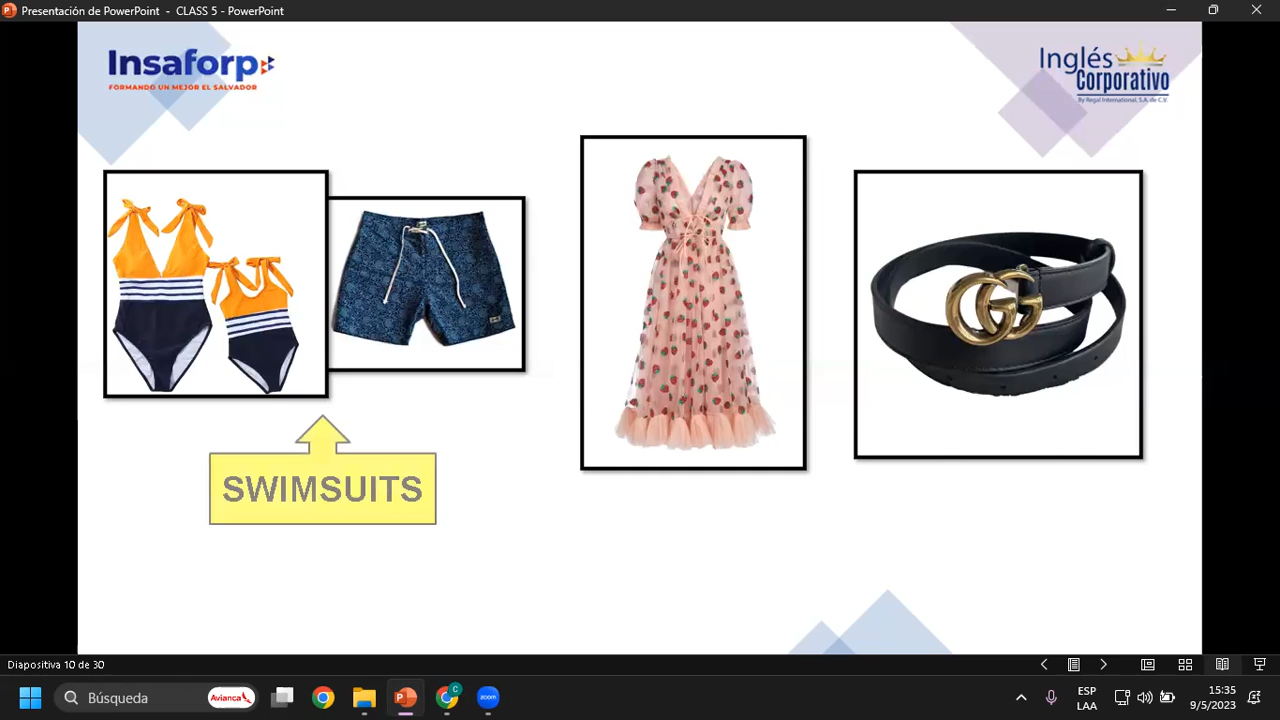 Presentación de PowerPoint - CLASS 5 - PowerPoint
Insaforp
FORMANDO UN MEJOR EL SALVADOR
Inglés
Corporativo
By Regal International, S.A. de C.V.
SWIMSUITS
Diapositiva 10 de 30
Búsqueda
Avianca
C
zoom
ESP
LAA
15:35
9/5/2023